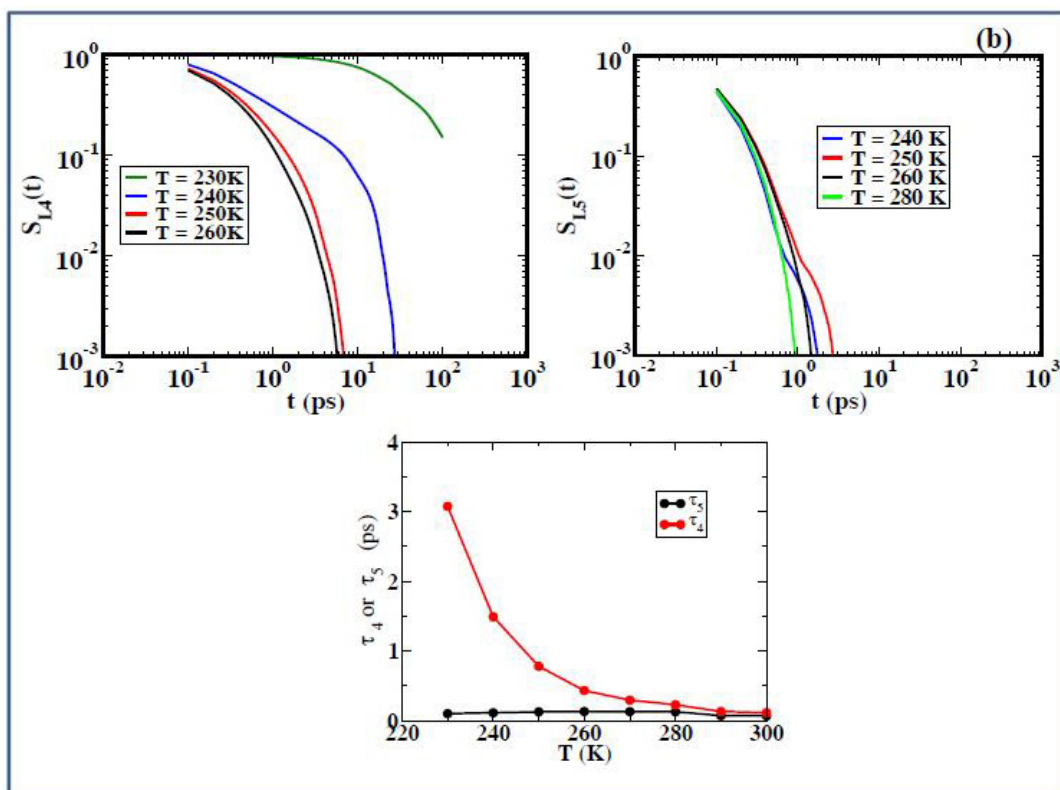 (b)
10^0
10^-1
10^-2
10^-3
S_L4(t)
T = 230K
T = 240K
T = 250K
T = 260K
10^-2 10^-1 10^0 10^1 10^2 10^3
t (ps)
10^0
10^-1
10^-2
10^-3
S_L5(t)
T = 240 K
T = 250 K
T = 260 K
T = 280 K
10^-2 10^-1 10^0 10^1 10^2 10^3
t (ps)
4
3
2
1
0
τ_4 or τ_5 (ps)
τ_5
τ_4
220 240 260 280 300
T (K)